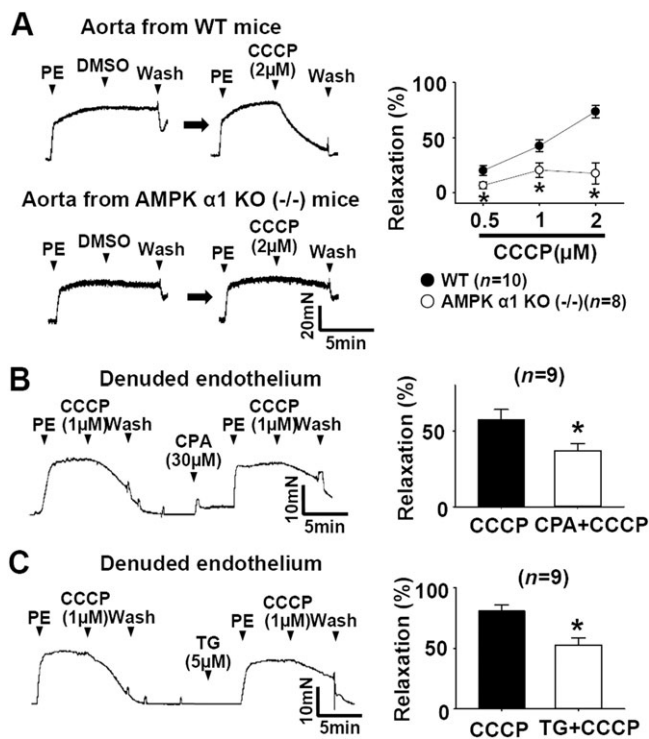 A
Aorta from WT mice
PE DMSO Wash PE CCCP (2μM) Wash
Aorta from AMPK α1 KO (-/-) mice
PE DMSO Wash PE CCCP (2μM) Wash
20mN
5min
Relaxation (%)
100
50
0
0.5 1 2
CCCP(μM)
WT (n=10)
AMPK α1 KO (-/-)(n=8)
*
*
*
B
Denuded endothelium
PE CCCP (1μM) Wash CPA (30μM) PE CCCP (1μM) Wash
10mN
5min
(n=9)
Relaxation (%)
50
0
*
CCCP CPA+CCCP
C
Denuded endothelium
PE CCCP (1μM) Wash TG (5μM) PE CCCP (1μM) Wash
10mN
5min
(n=9)
Relaxation (%)
100
50
0
*
CCCP TG+CCCP